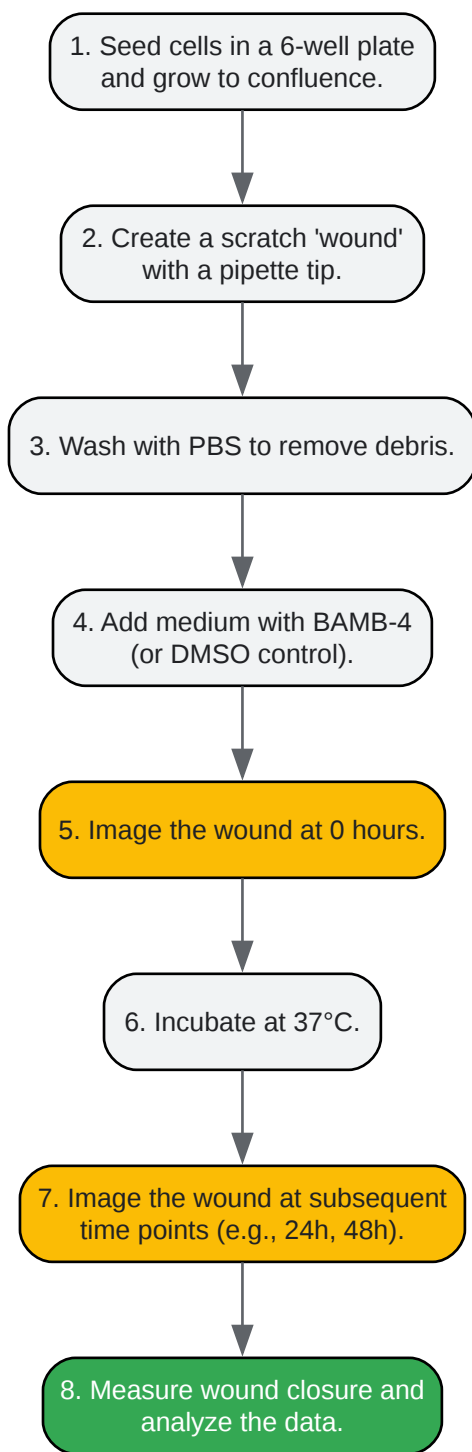 1. Seed cells in a 6-well plate
and grow to confluence.
2. Create a scratch 'wound'
with a pipette tip.
3. Wash with PBS to remove debris.
4. Add medium with BAMB-4
(or DMSO control).
5. Image the wound at 0 hours.
6. Incubate at 37°C.
7. Image the wound at subsequent
time points (e.g., 24h, 48h).
8. Measure wound closure and
analyze the data.